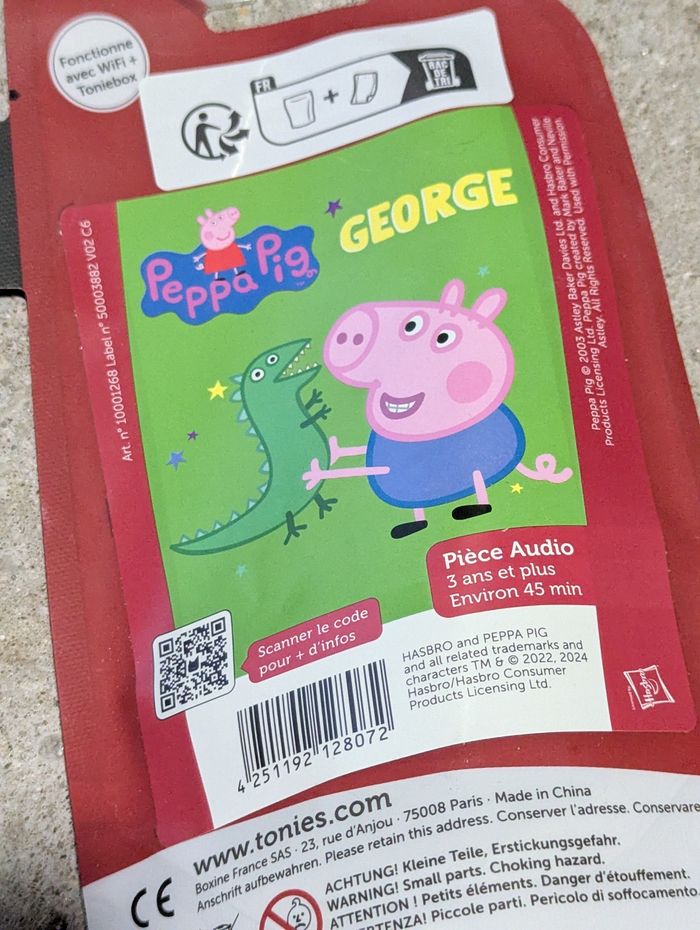 Fonctionne
avec WiFi +
Toniebox
FR
+
BAC
DE
TRI
Peppa Pig
TM
GEORGE
Art. n° 10001268 Label n° 50003882 V02 C6
Peppa Pig © 2003 Astley Baker Davies Ltd. and Hasbro Consumer
Products Licensing Ltd. Peppa Pig created by Mark Baker and Neville
Astley. All Rights Reserved. Used with Permission.
Pièce Audio
3 ans et plus
Environ 45 min
Scanner le code
pour + d'infos
HASBRO and PEPPA PIG
and all related trademarks and
characters TM & © 2022, 2024
Hasbro/Hasbro Consumer
Products Licensing Ltd.
Hasbro
4 251192 128072
www.tonies.com
Boxine France SAS · 23, rue d'Anjou · 75008 Paris · Made in China
Anschrift aufbewahren. Please retain this address. Conserver l'adresse. Conservare
CE
ACHTUNG! Kleine Teile, Erstickungsgefahr.
WARNING! Small parts. Choking hazard.
ATTENTION ! Petits éléments. Danger d'étouffement.
Piccole parti. Pericolo di soffocamento.